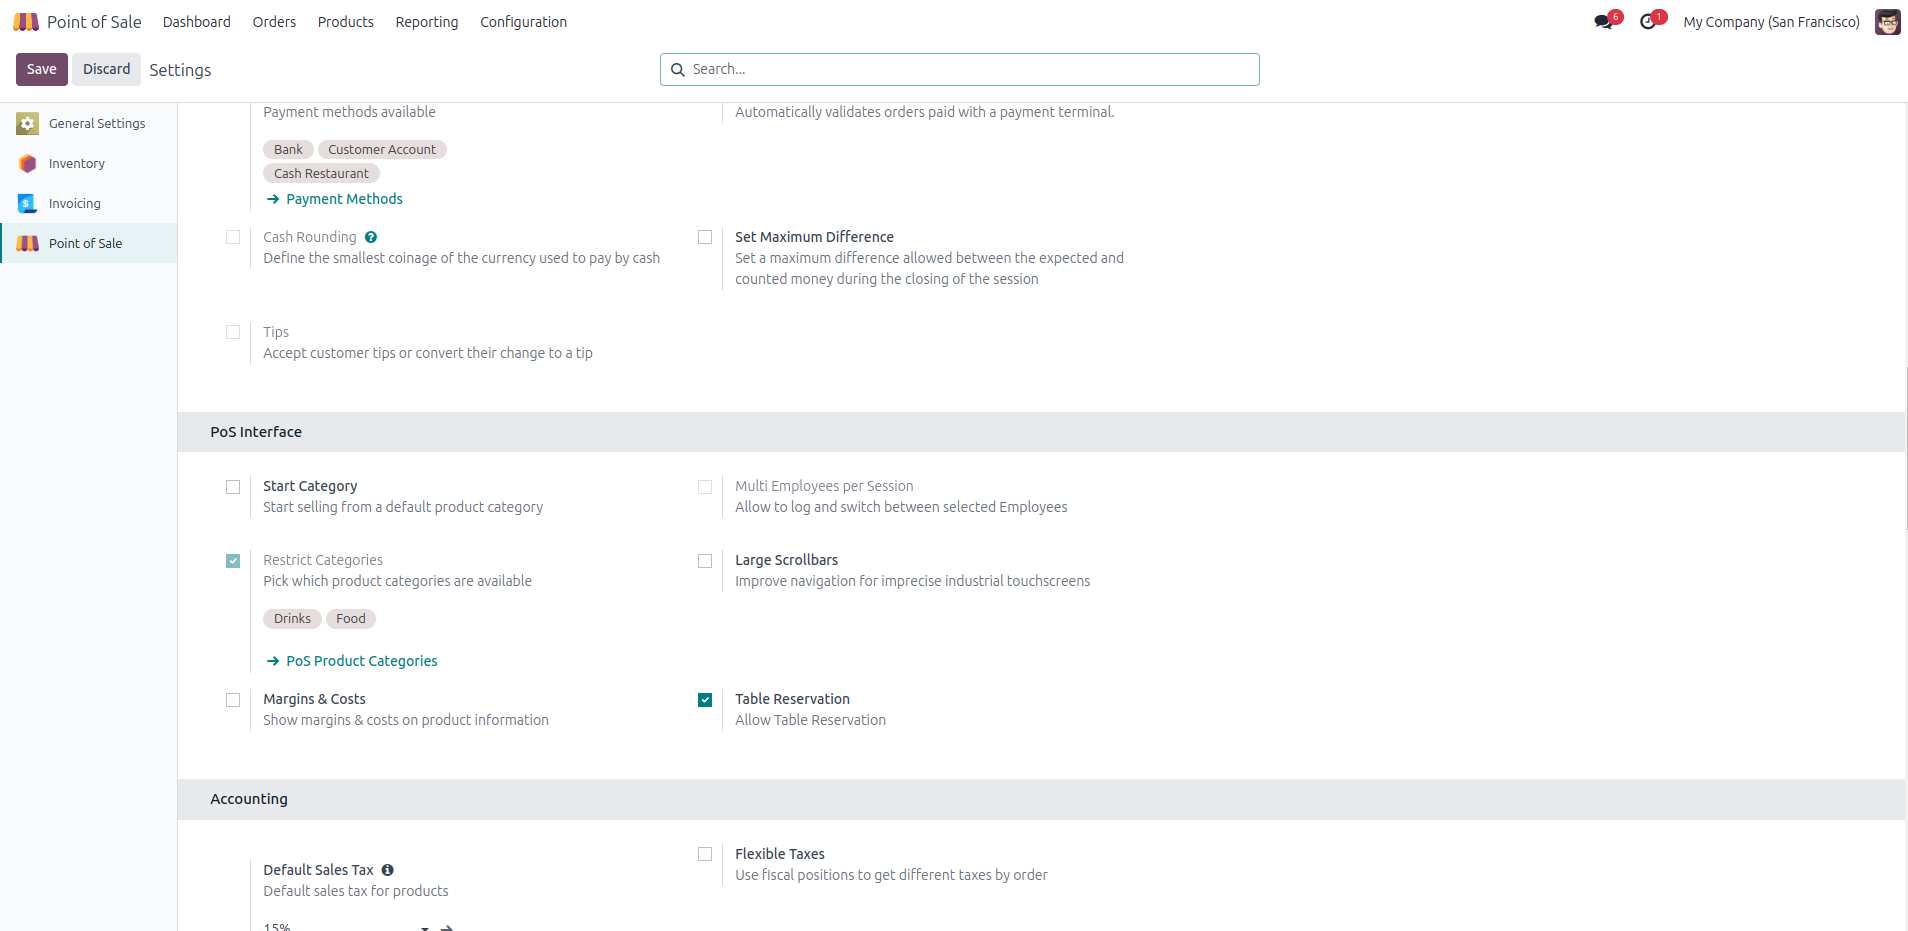 Point of Sale Dashboard Orders Products Reporting Configuration 6 1 My Company (San Francisco)
Save Discard Settings Search...
General Settings
Inventory
Invoicing
Point of Sale
Payment methods available
Automatically validates orders paid with a payment terminal.
Bank Customer Account
Cash Restaurant
Payment Methods
Cash Rounding ?
Define the smallest coinage of the currency used to pay by cash
Set Maximum Difference
Set a maximum difference allowed between the expected and
counted money during the closing of the session
Tips
Accept customer tips or convert their change to a tip
PoS Interface
Start Category
Start selling from a default product category
Multi Employees per Session
Allow to log and switch between selected Employees
Restrict Categories
Pick which product categories are available
Drinks Food
PoS Product Categories
Large Scrollbars
Improve navigation for imprecise industrial touchscreens
Margins & Costs
Show margins & costs on product information
Table Reservation
Allow Table Reservation
Accounting
Default Sales Tax
Default sales tax for products
15%
Flexible Taxes
Use fiscal positions to get different taxes by order